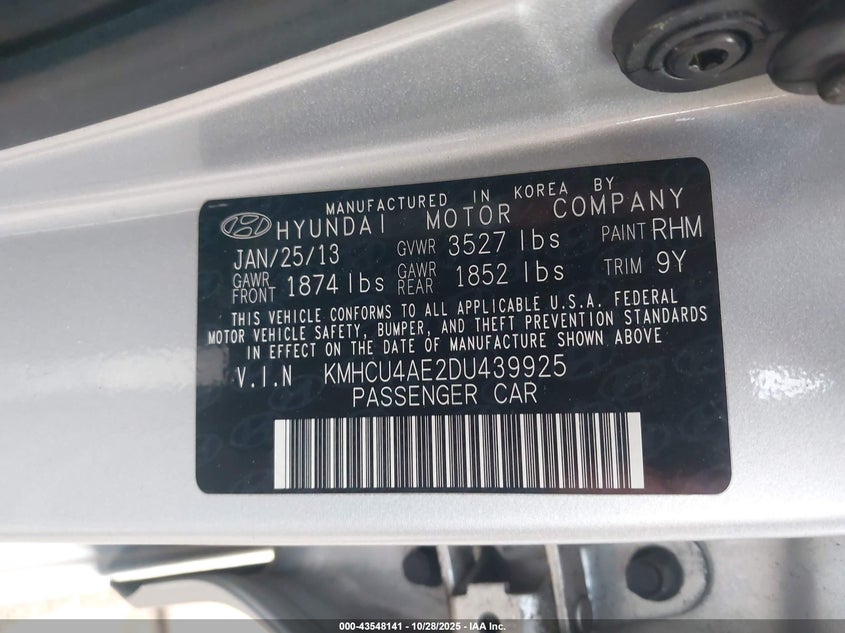 MANUFACTURED IN KOREA BY
HYUNDAI MOTOR COMPANY
JAN/25/13 GVWR 3527 lbs PAINT RHM
GAWR FRONT 1874 lbs GAWR REAR 1852 lbs TRIM 9Y
THIS VEHICLE CONFORMS TO ALL APPLICABLE U.S.A. FEDERAL
MOTOR VEHICLE SAFETY, BUMPER, AND THEFT PREVENTION STANDARDS
IN EFFECT ON THE DATE OF MANUFACTURE SHOWN ABOVE
V.I.N KMHCU4AE2DU439925
PASSENGER CAR
000-43548141 - 10/28/2025 - IAA Inc.